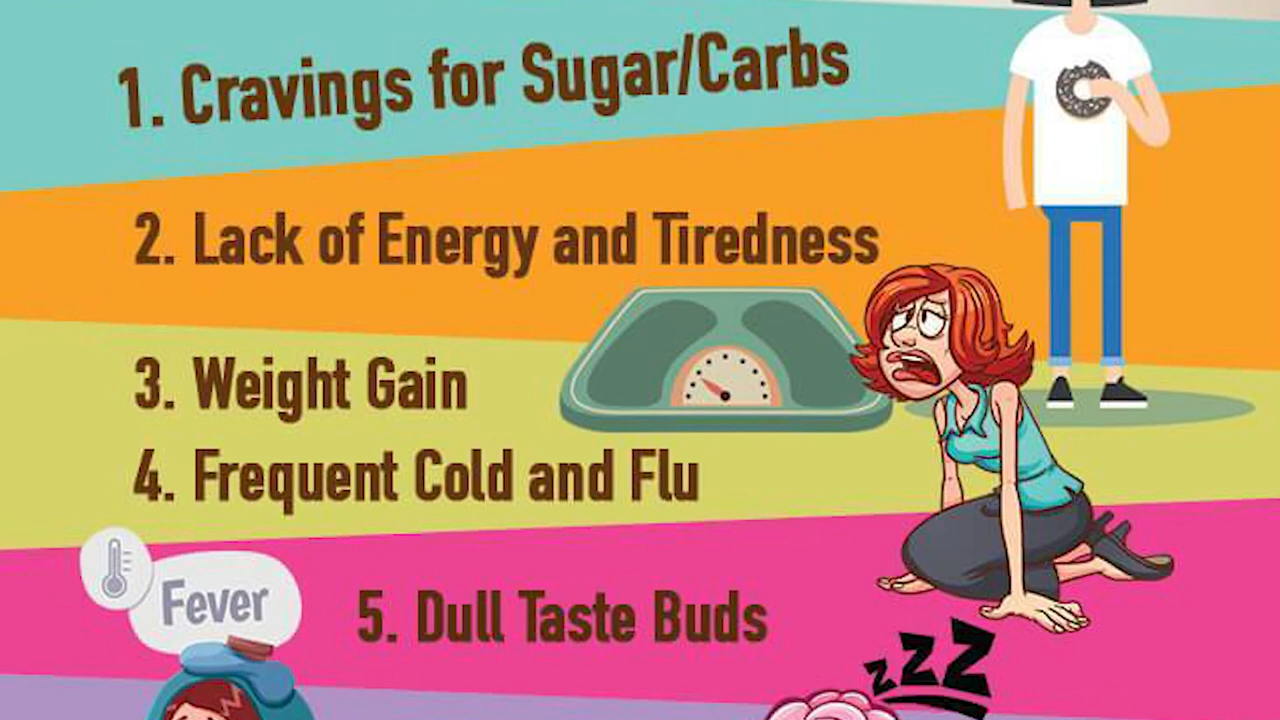 1. Cravings for Sugar/Carbs
2. Lack of Energy and Tiredness
3. Weight Gain
4. Frequent Cold and Flu
Fever
5. Dull Taste Buds
zZZ